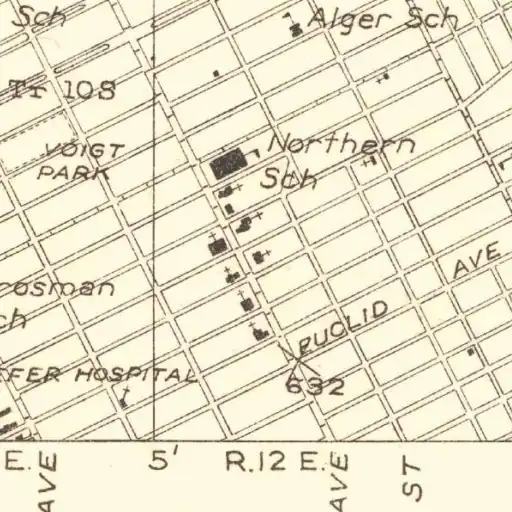 Sch
Alger Sch
Tr 108
VOIGT
PARK
Northern
Sch
AVE
rosman
ch
EUCLID
FFER HOSPITAL
632
E.
5'
R.12 E.
AVE
AVE
ST